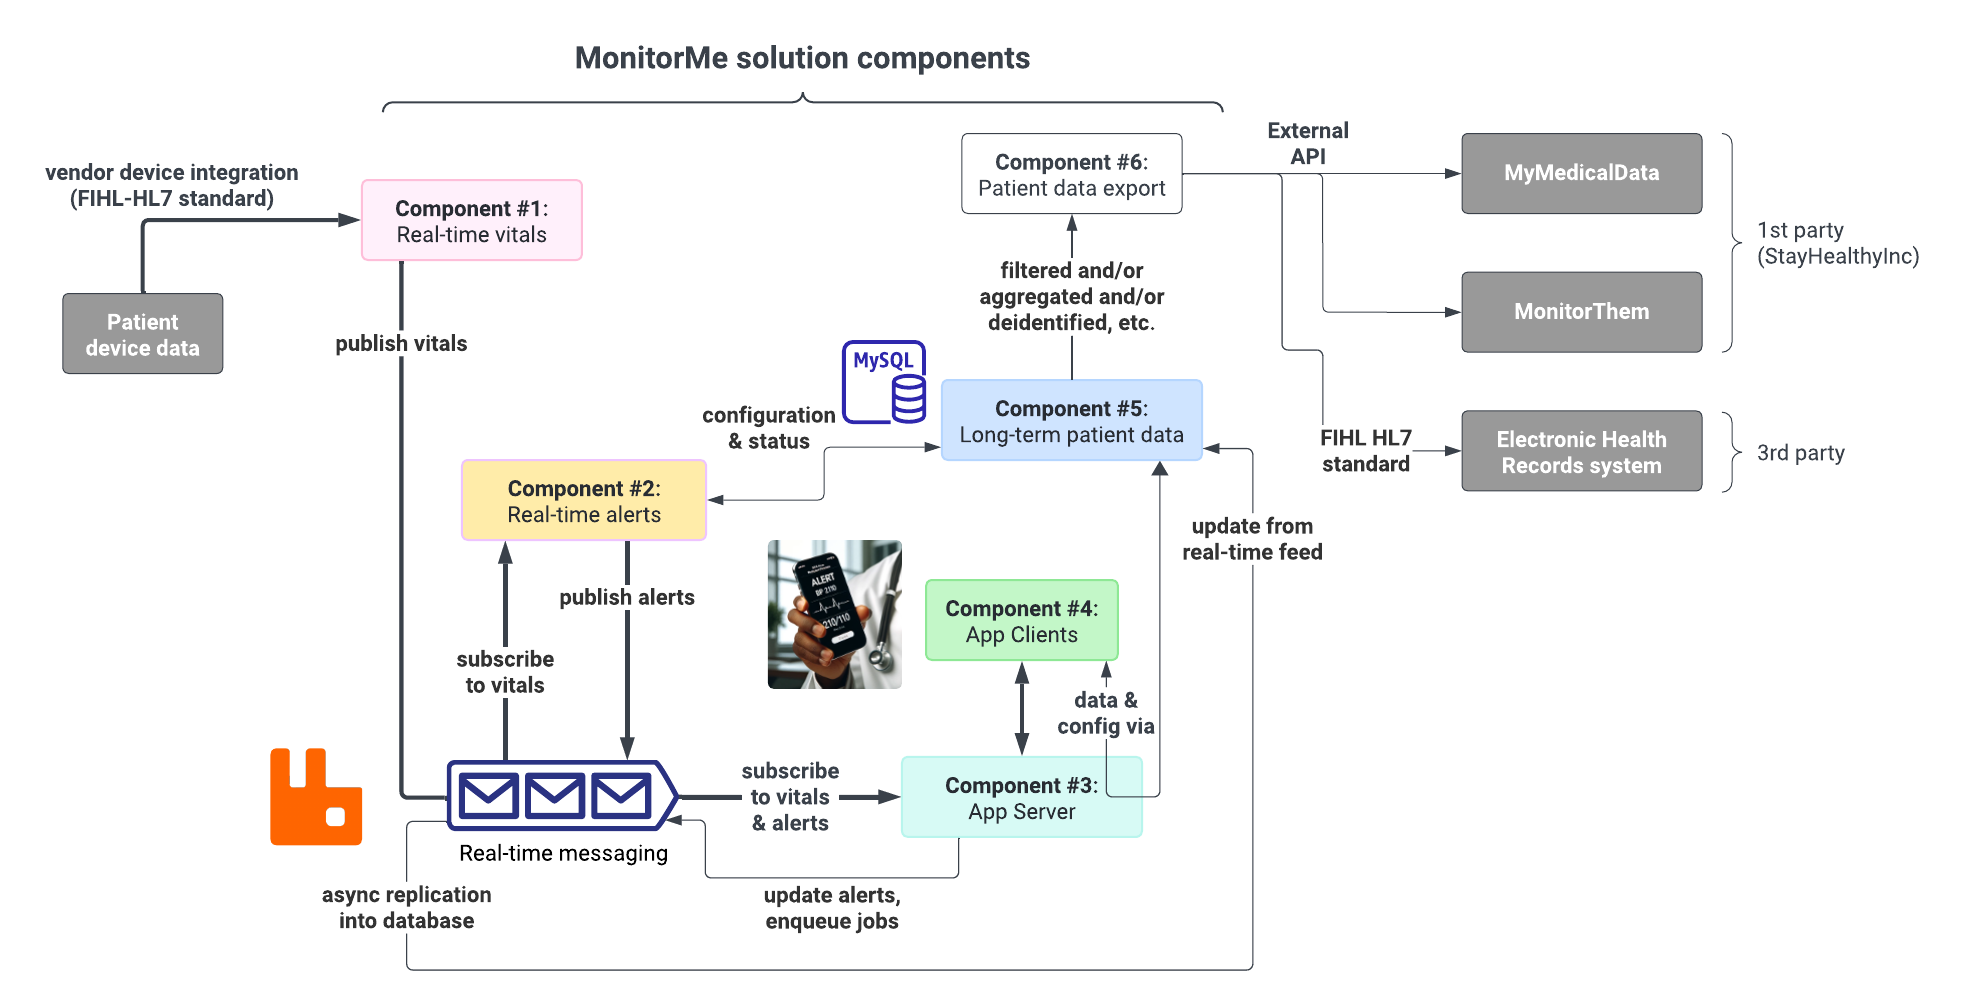 MonitorMe solution components
vendor device integration
(FIHL-HL7 standard)
Patient
device data
Component #1:
Real-time vitals
publish vitals
Component #6:
Patient data export
External
API
MyMedicalData
MonitorThem
1st party
(StayHealthyInc)
filtered and/or
aggregated and/or
deidentified, etc.
MySQL
configuration
& status
Component #5:
Long-term patient data
FIHL HL7
standard
Electronic Health
Records system
3rd party
Component #2:
Real-time alerts
update from
real-time feed
publish alerts
ALERT
BP 2110
210/110
Component #4:
App Clients
subscribe
to vitals
data &
config via
subscribe
to vitals
& alerts
Component #3:
App Server
Real-time messaging
async replication
into database
update alerts,
enqueue jobs